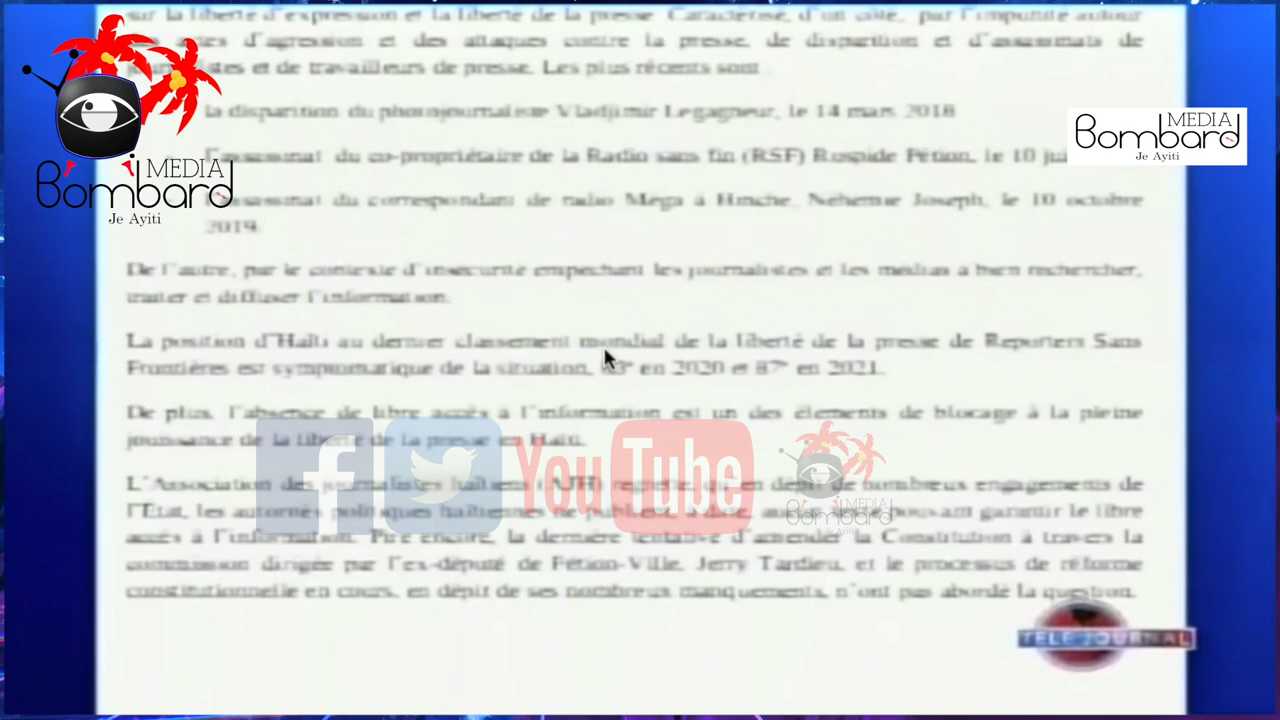 sur la liberté d'expression et la liberté de la presse Caractérisé, d'un côté, par l'impunité autour
actes d'agression et des attaques contre la presse, de disparition et d'assassinats de
journalistes et de travailleurs de presse. Les plus récents sont
la disparition du photojournaliste Vladjimir Legagneur, le 14 mars 2018
l'assassinat du co-propriétaire de la Radio sans fin (RSF) Rospide Pétion, le 10
l'assassinat du correspondant de radio Méga à Hinche, Néhémie Joseph, le 10 octobre
2019.
De l'autre, par le contexte d'insécurité empêchant les journalistes et les médias à bien rechercher,
traiter et diffuser l'information.
La position d'Haïti au dernier classement mondial de la liberté de la presse de Reporters Sans
Frontières est symptomatique de la situation, en 2020 et 87e en 2021.
De plus, l'absence de libre accès à l'information est un des éléments de blocage à la pleine
jouissance de la liberté de la presse en Haïti.
L'Association des journalistes haïtiens (AJH) regrette, qu'en dépit de nombreux engagements de
l'État, les autorités politiques haïtiennes pouvant garantir le libre
accès à l'information. Pire encore, la dernière tentative d'amender la Constitution à travers la
commission dirigée par l'ex-député de Pétion-Ville, Jerry Tardieu, et le processus de réforme
constitutionnelle en cours, en dépit de ses nombreux manquements, n'ont pas abordé la question.
MEDIA
Bombard
Je Ayiti
MEDIA
Bombard
Je Ayiti
f
YouTube
MEDIA
Bombard
Je Ayiti
TELE JOURNAL